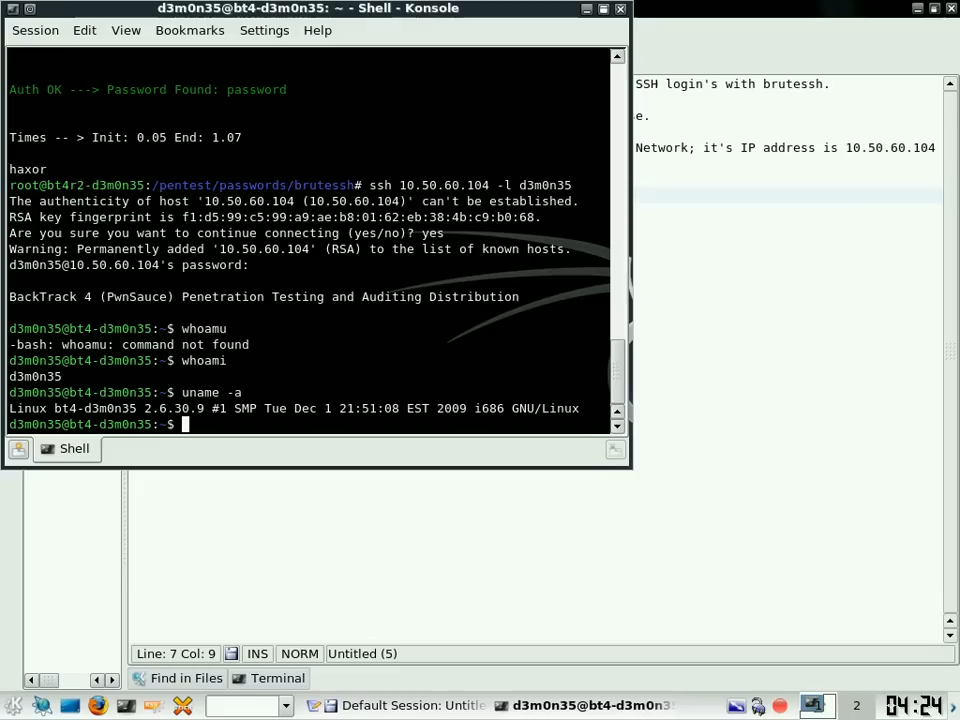 d3m0n35@bt4-d3m0n35: ~ - Shell - Konsole
Session Edit View Bookmarks Settings Help
Auth OK ---> Password Found: password
Times -- > Init: 0.05 End: 1.07
haxor
root@bt4r2-d3m0n35:/pentest/passwords/brutessh# ssh 10.50.60.104 -l d3m0n35
The authenticity of host '10.50.60.104 (10.50.60.104)' can't be established.
RSA key fingerprint is f1:d5:99:c5:99:a9:ae:b8:01:62:eb:38:4b:c9:b0:68.
Are you sure you want to continue connecting (yes/no)? yes
Warning: Permanently added '10.50.60.104' (RSA) to the list of known hosts.
d3m0n35@10.50.60.104's password:
BackTrack 4 (PwnSauce) Penetration Testing and Auditing Distribution
d3m0n35@bt4-d3m0n35:~$ whoamu
-bash: whoamu: command not found
d3m0n35@bt4-d3m0n35:~$ whoami
d3m0n35
d3m0n35@bt4-d3m0n35:~$ uname -a
Linux bt4-d3m0n35 2.6.30.9 #1 SMP Tue Dec 1 21:51:08 EST 2009 i686 GNU/Linux
d3m0n35@bt4-d3m0n35:~$
Shell
SSH login's with brutessh.
e.
Network; it's IP address is 10.50.60.104
Line: 7 Col: 9 INS NORM Untitled (5)
Find in Files Terminal
Default Session: Untitle d3m0n35@bt4-d3m0n3 2 04:24